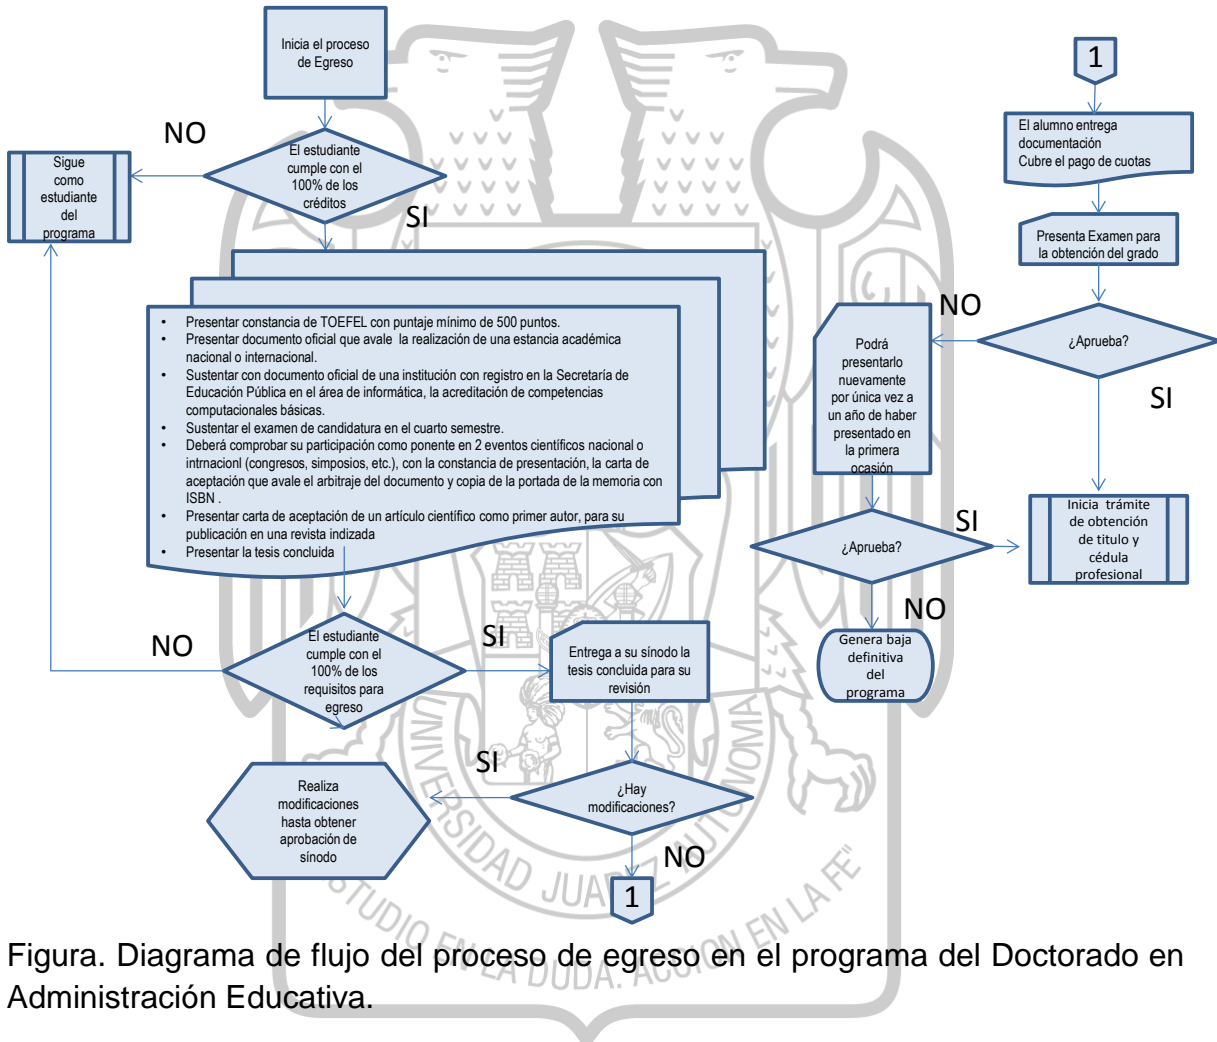 Inicia el proceso
de Egreso
NO
El estudiante
cumple con el
100% de los
créditos
SI
Sigue
como
estudiante
del
programa
• Presentar constancia de TOEFEL con puntaje mínimo de 500 puntos.
• Presentar documento oficial que avale la realización de una estancia académica
nacional o internacional.
• Sustentar con documento oficial de una institución con registro en la Secretaría de
Educación Pública en el área de informática, la acreditación de competencias
computacionales básicas.
• Sustentar el examen de candidatura en el cuarto semestre.
• Deberá comprobar su participación como ponente en 2 eventos científicos nacional o
intrnacionl (congresos, simposios, etc.), con la constancia de presentación, la carta de
aceptación que avale el arbitraje del documento y copia de la portada de la memoria con
ISBN .
• Presentar carta de aceptación de un artículo científico como primer autor, para su
publicación en una revista indizada
• Presentar la tesis concluida
NO
El estudiante
cumple con el
100% de los
requisitos para
egreso
SI
Entrega a su sínodo la
tesis concluida para su
revisión
SI
¿Hay
modificaciones?
Realiza
modificaciones
hasta obtener
aprobación de
sínodo
NO
1
1
El alumno entrega
documentación
Cubre el pago de cuotas
Presenta Examen para
la obtención del grado
NO
¿Aprueba?
SI
Podrá
presentarlo
nuevamente
por única vez a
un año de haber
presentado en
la primera
ocasión
¿Aprueba?
SI
Inicia trámite
de obtención
de titulo y
cédula
profesional
NO
Genera baja
definitiva
del
programa
UNIVERSIDAD JUAREZ AUTONOMA
"ESTUDIO EN LA DUDA. ACCION EN LA FE"
Figura. Diagrama de flujo del proceso de egreso en el programa del Doctorado en
Administración Educativa.